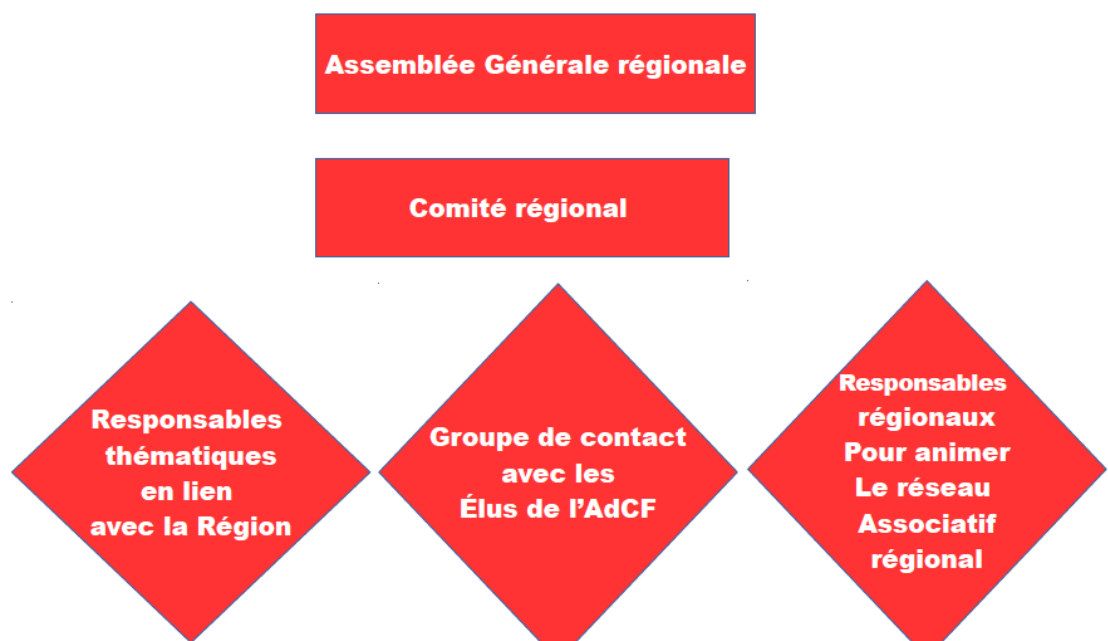 Assemblée Générale régionale
Comité régional
Responsables
thématiques
en lien
avec la Région
Groupe de contact
avec les
Élus de l’AdCF
Responsables
régionaux
Pour animer
Le réseau
Associatif
régional